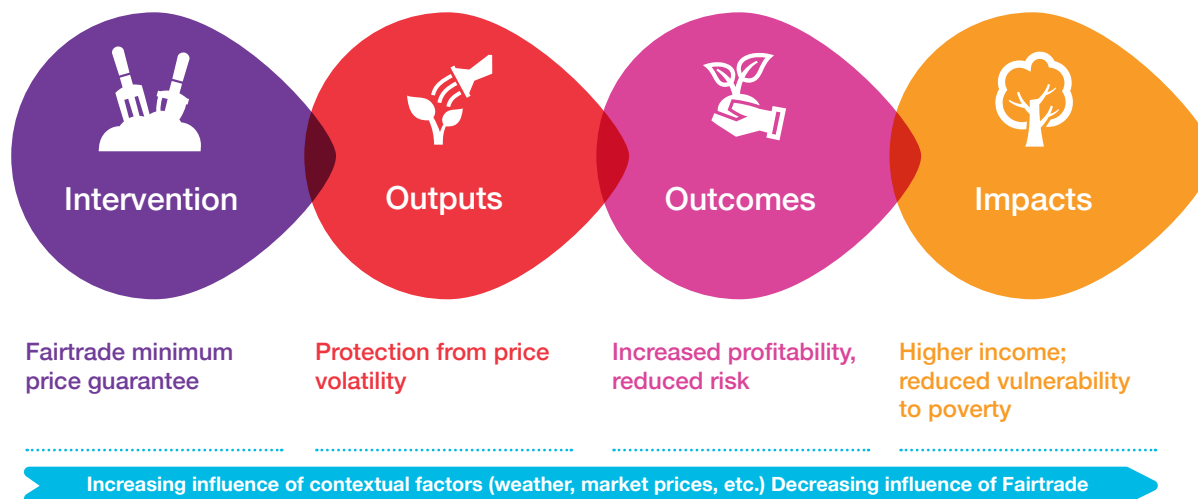 Intervention
Outputs
Outcomes
Impacts
Fairtrade minimum
price guarantee
Protection from price
volatility
Increased profitability,
reduced risk
Higher income;
reduced vulnerability
to poverty
Increasing influence of contextual factors (weather, market prices, etc.) Decreasing influence of Fairtrade